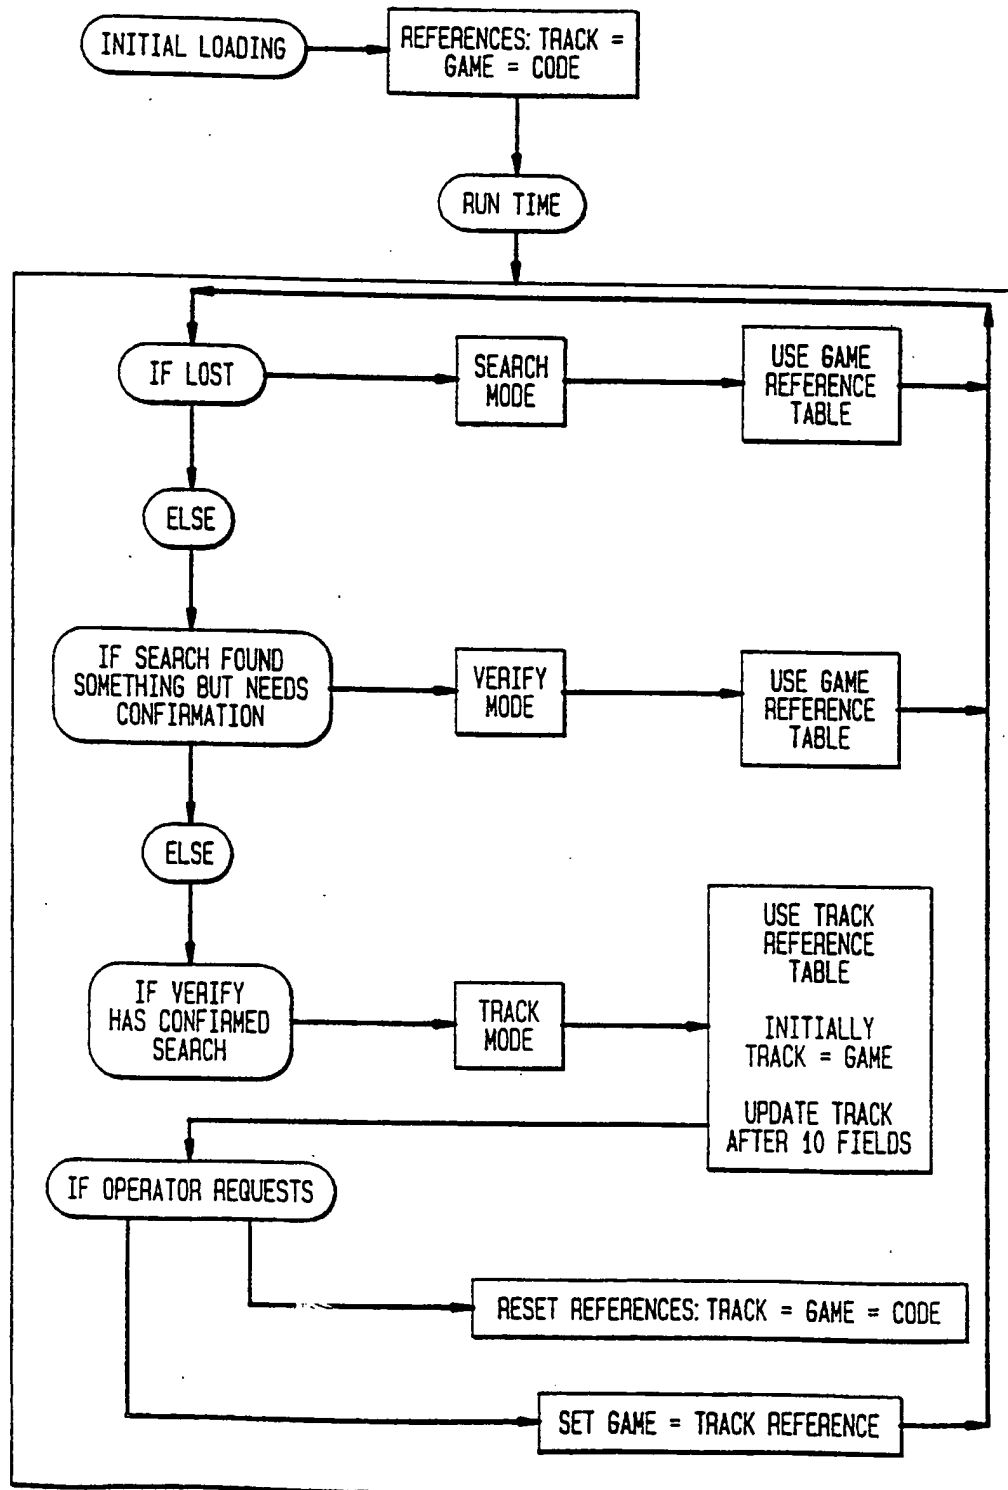 INITIAL LOADING
REFERENCES: TRACK =
GAME = CODE
RUN TIME
IF LOST
SEARCH
MODE
USE GAME
REFERENCE
TABLE
ELSE
IF SEARCH FOUND
SOMETHING BUT NEEDS
CONFIRMATION
VERIFY
MODE
USE GAME
REFERENCE
TABLE
ELSE
IF VERIFY
HAS CONFIRMED
SEARCH
TRACK
MODE
USE TRACK
REFERENCE
TABLE
INITIALLY
TRACK = GAME
UPDATE TRACK
AFTER 10 FIELDS
IF OPERATOR REQUESTS
RESET REFERENCES: TRACK = GAME = CODE
SET GAME = TRACK REFERENCE